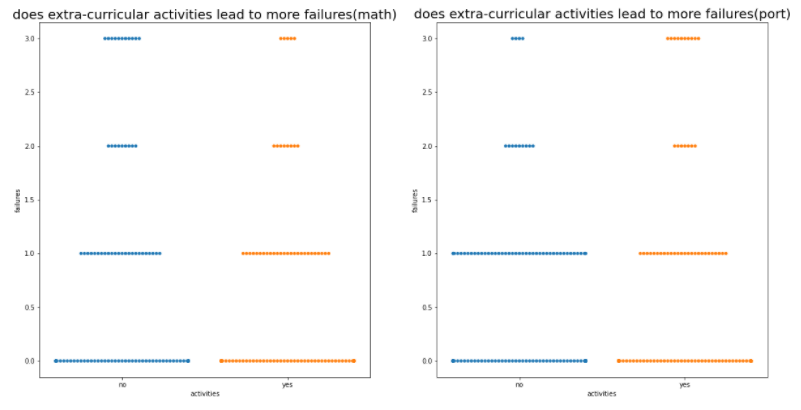 does extra-curricular activities lead to more failures(math)
3.0
2.5
2.0
1.5
1.0
0.5
0.0
failures
no
yes
activities
does extra-curricular activities lead to more failures(port)
3.0
2.5
2.0
1.5
1.0
0.5
0.0
failures
no
yes
activities